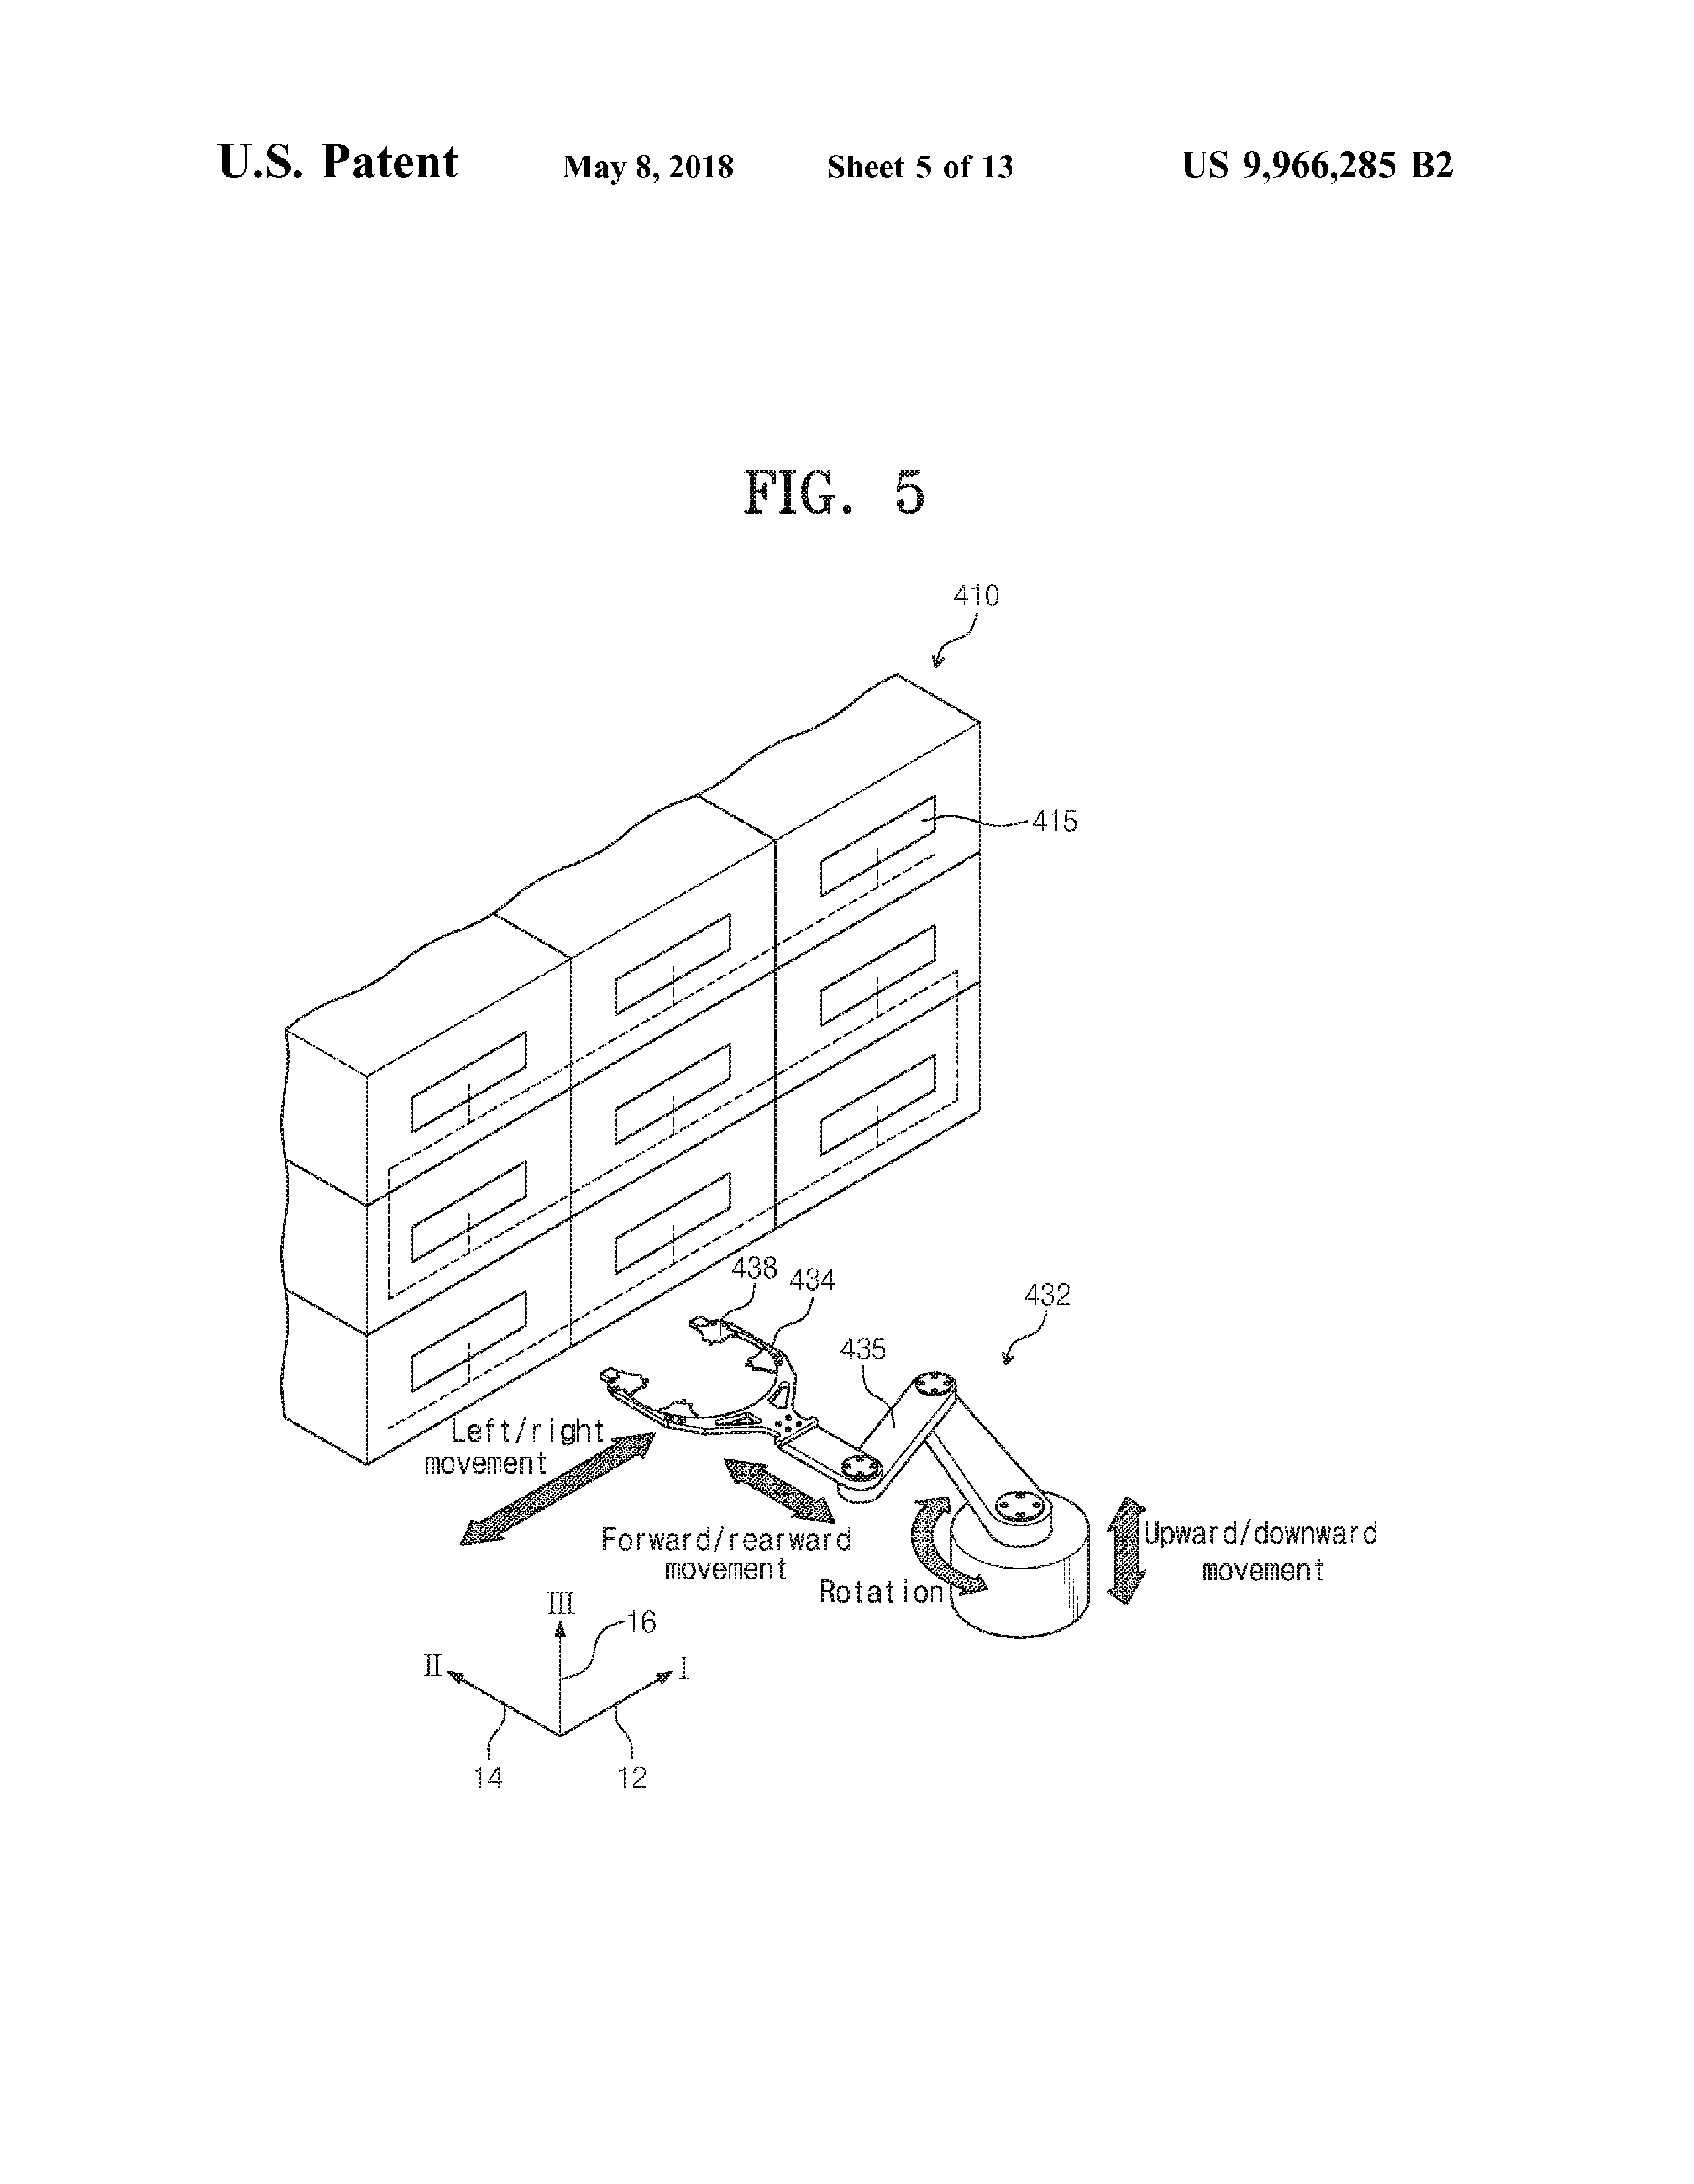 U.S. Patent May 8, 2018 Sheet 5 of 13 US 9,966,285 B2
FIG. 5
410
415
438
434
432
435
Left/right
movement
Forward/rearward
movement
Rotation
Upward/downward
movement
III
16
II
I
14
12